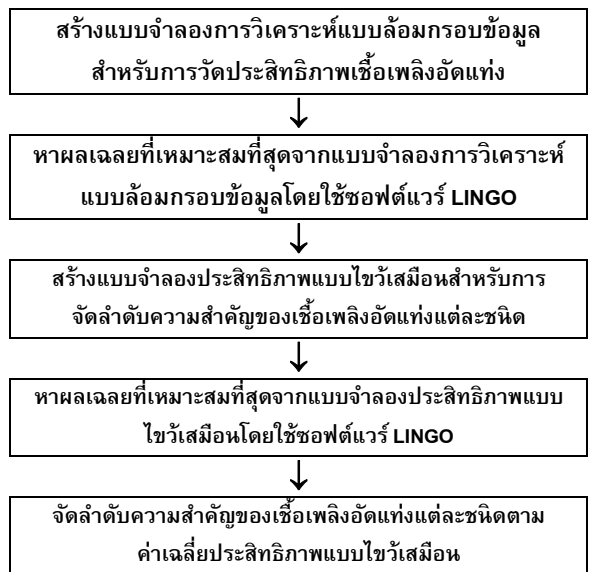 สร้างแบบจำลองการวิเคราะห์แบบล้อมกรอบข้อมูล
สำหรับการวัดประสิทธิภาพเชื้อเพลิงอัดแท่ง
หาผลเฉลยที่เหมาะสมที่สุดจากแบบจำลองการวิเคราะห์
แบบล้อมกรอบข้อมูลโดยใช้ซอฟต์แวร์ LINGO
สร้างแบบจำลองประสิทธิภาพแบบไขว้เสมือนสำหรับการ
จัดลำดับความสำคัญของเชื้อเพลิงอัดแท่งแต่ละชนิด
หาผลเฉลยที่เหมาะสมที่สุดจากแบบจำลองประสิทธิภาพแบบ
ไขว้เสมือนโดยใช้ซอฟต์แวร์ LINGO
จัดลำดับความสำคัญของเชื้อเพลิงอัดแท่งแต่ละชนิดตาม
ค่าเฉลี่ยประสิทธิภาพแบบไขว้เสมือน